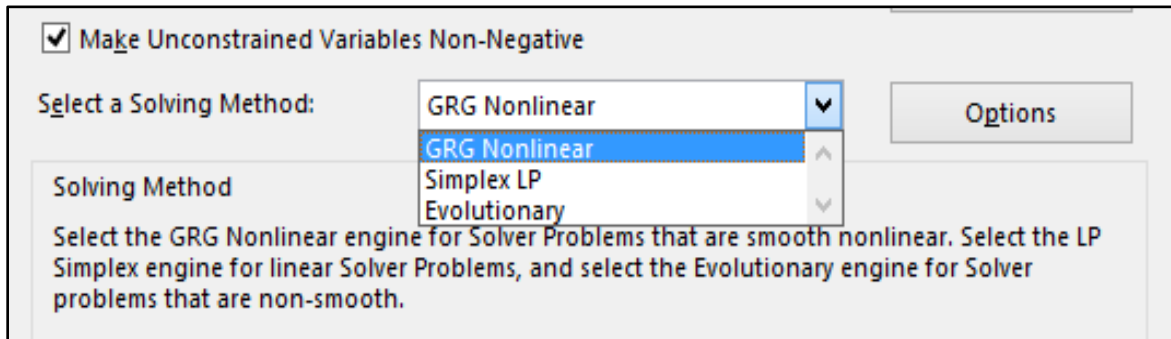 Make Unconstrained Variables Non-Negative
Select a Solving Method:
GRG Nonlinear
Options
GRG Nonlinear
Simplex LP
Evolutionary
Solving Method
Select the GRG Nonlinear engine for Solver Problems that are smooth nonlinear. Select the LP
Simplex engine for linear Solver Problems, and select the Evolutionary engine for Solver
problems that are non-smooth.